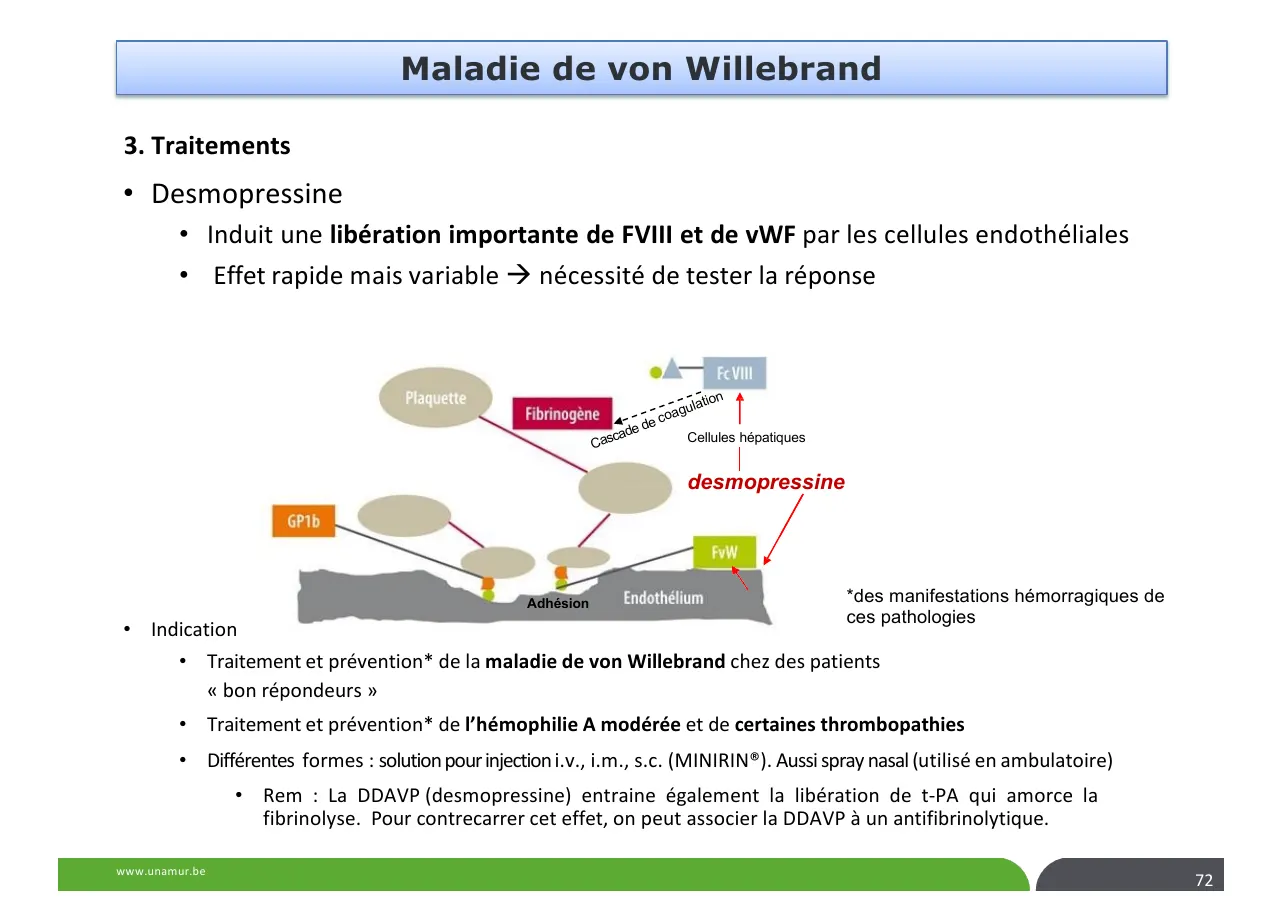 Maladie de von Willebrand
3. Traitements
• Desmopressine
• Induit une libération importante de FVIII et de vWF par les cellules endothéliales
• Effet rapide mais variable → nécessité de tester la réponse
Fc VIII
Plaquette
Fibrinogène
Cascade de coagulation
Cellules hépatiques
desmopressine
GP1b
FvW
Adhésion
Endothélium
*des manifestations hémorragiques de
ces pathologies
• Indication
• Traitement et prévention* de la maladie de von Willebrand chez des patients
« bon répondeurs »
• Traitement et prévention* de l’hémophilie A modérée et de certaines thrombopathies
• Différentes formes : solution pour injection i.v., i.m., s.c. (MINIRIN®). Aussi spray nasal (utilisé en ambulatoire)
• Rem : La DDAVP (desmopressine) entraine également la libération de t-PA qui amorce la
fibrinolyse. Pour contrecarrer cet effet, on peut associer la DDAVP à un antifibrinolytique.
www.unamur.be
72